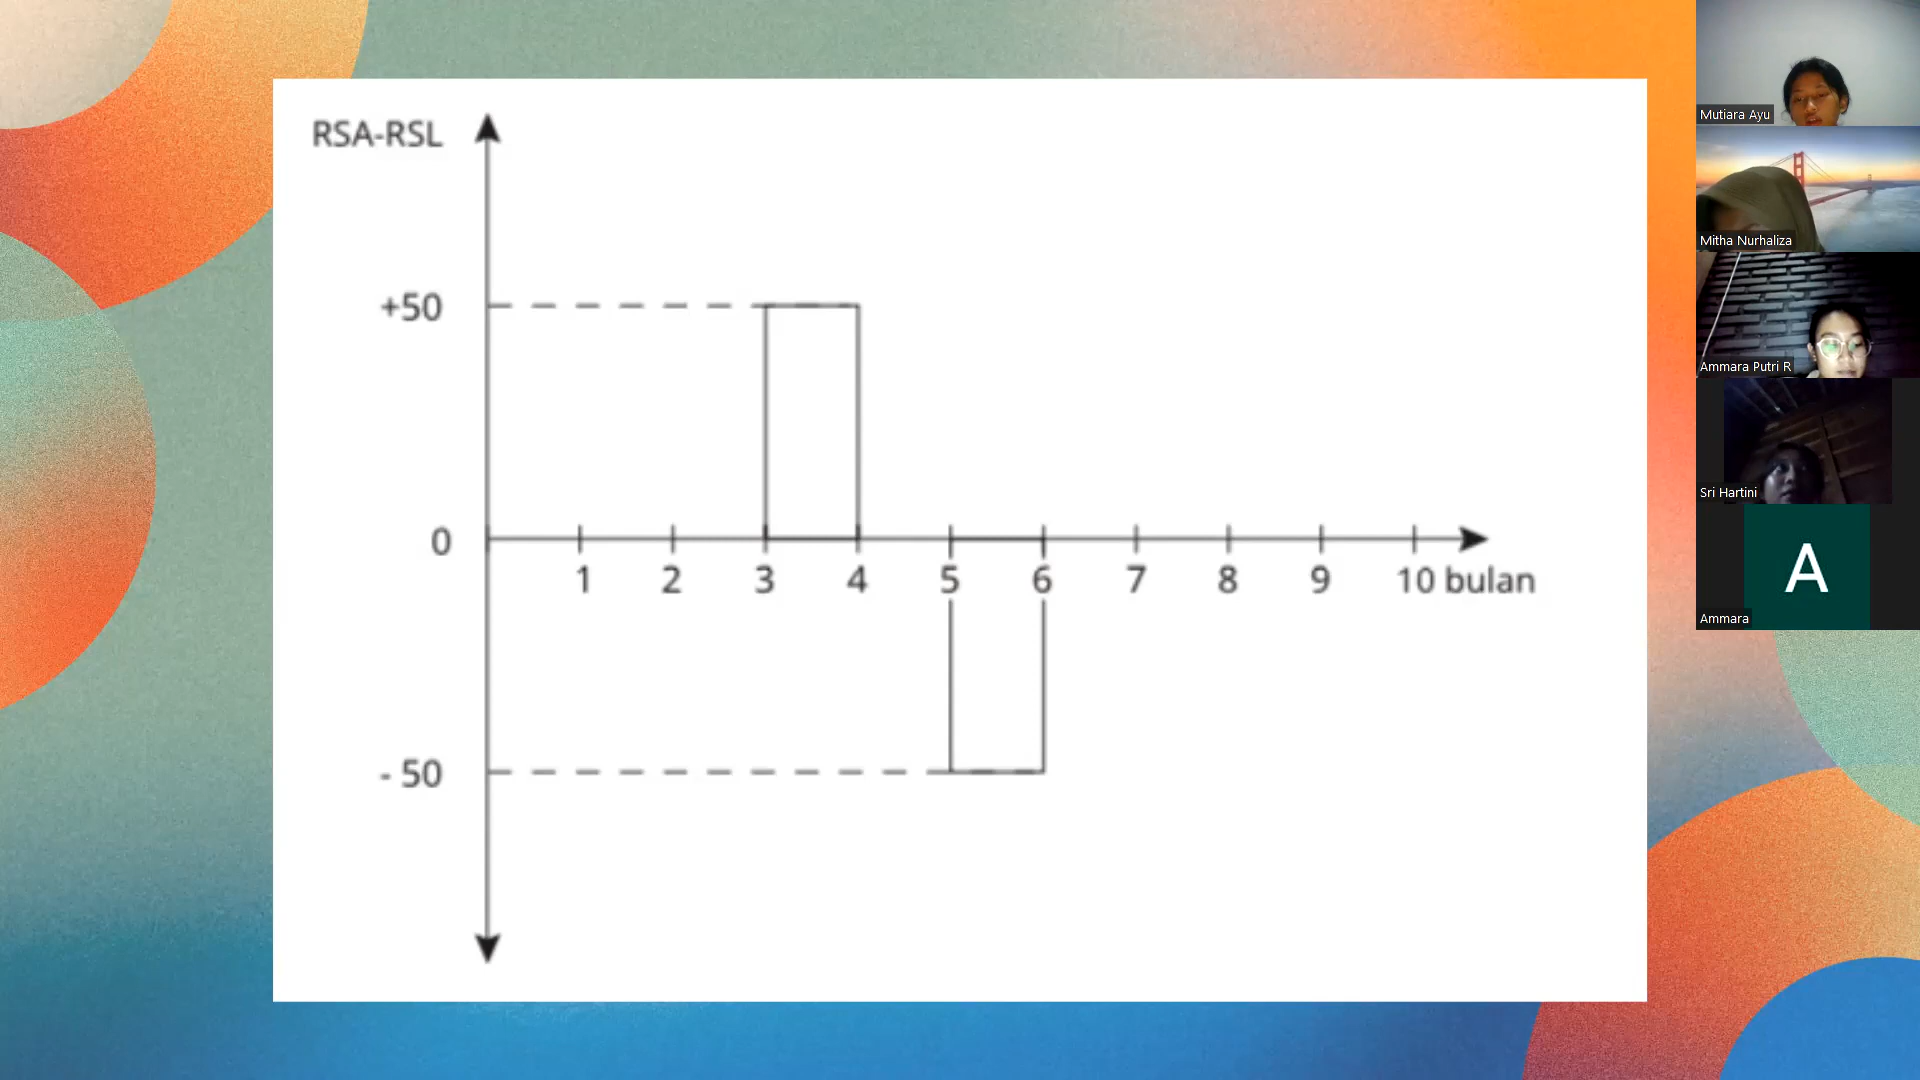 RSA-RSL
+50
0
1 2 3 4 5 6 7 8 9 10 bulan
- 50
Mutiara Ayu
Mitha Nurhaliza
Ammara Putri R
Sri Hartini
A
Ammara